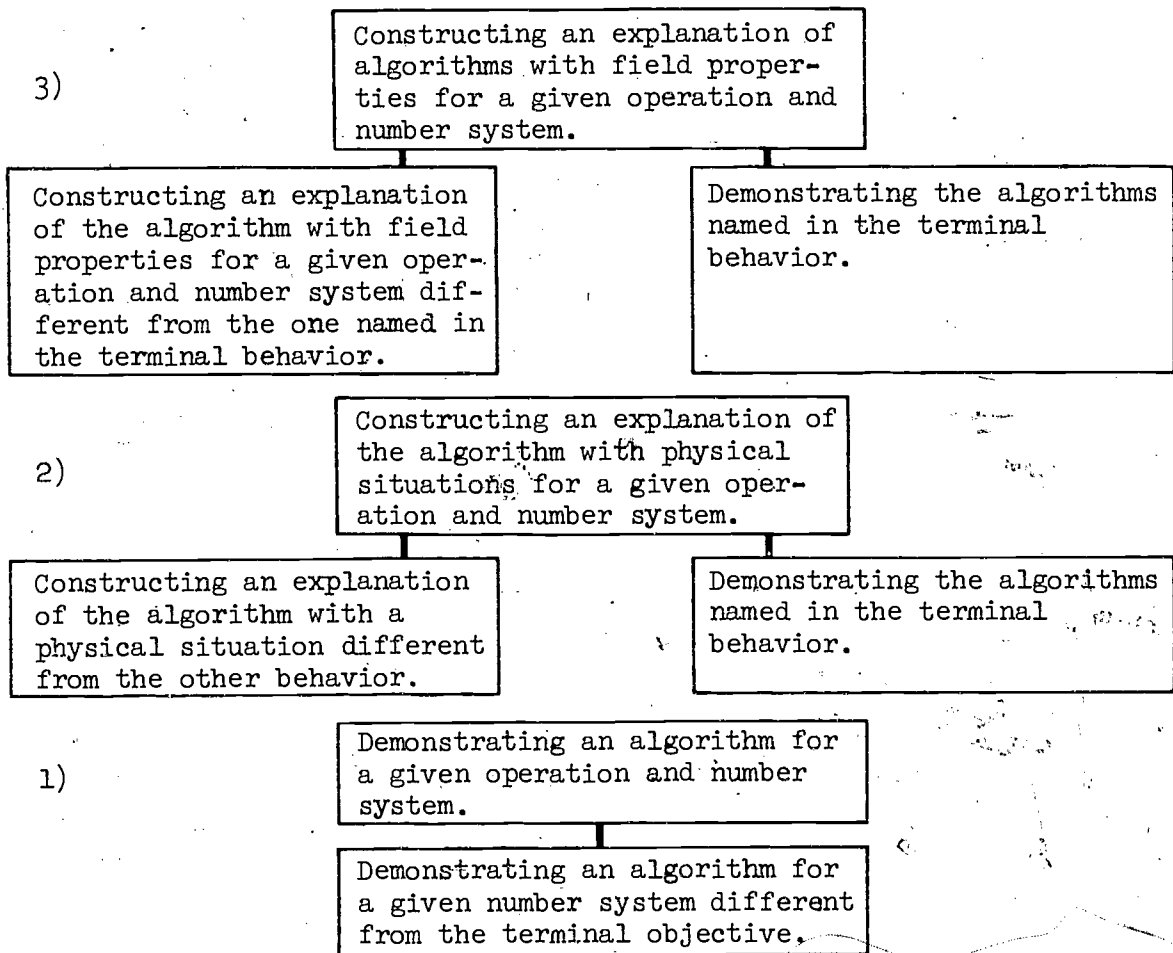 3)
Constructing an explanation of
algorithms with field proper-
ties for a given operation and
number system.
Constructing an explanation
of the algorithm with field
properties for a given oper-
ation and number system dif-
ferent from the one named in
the terminal behavior.
Demonstrating the algorithms
named in the terminal
behavior.
2)
Constructing an explanation of
the algorithm with physical
situations for a given oper-
ation and number system.
Constructing an explanation
of the algorithm with a
physical situation different
from the other behavior.
Demonstrating the algorithms
named in the terminal
behavior.
1)
Demonstrating an algorithm for
a given operation and number
system.
Demonstrating an algorithm for
a given number system different
from the terminal objective.